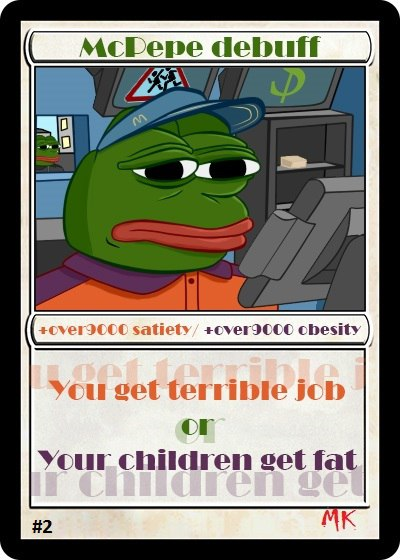 McPepe debuff
+over9000 satiety/ +over9000 obesity
You get terrible job
or
Your children get fat
#2
MK